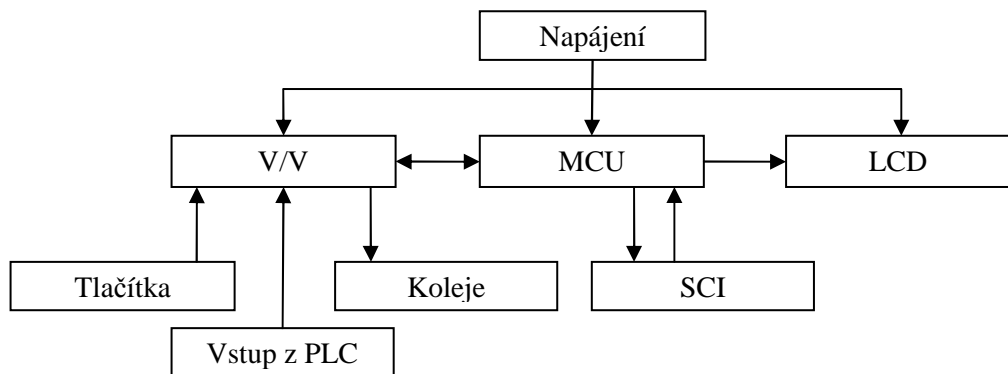 Napájení
V/V
MCU
LCD
Tlačítka
Koleje
SCI
Vstup z PLC